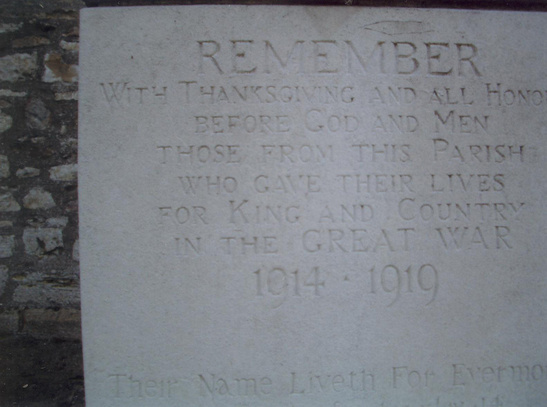 REMEMBER
WITH THANKSGIVING AND ALL HONO
BEFORE GOD AND MEN
THOSE FROM THIS PARISH
WHO GAVE THEIR LIVES
FOR KING AND COUNTRY
IN THE GREAT WAR
1914 · 1919
Their Name Liveth For Evermo